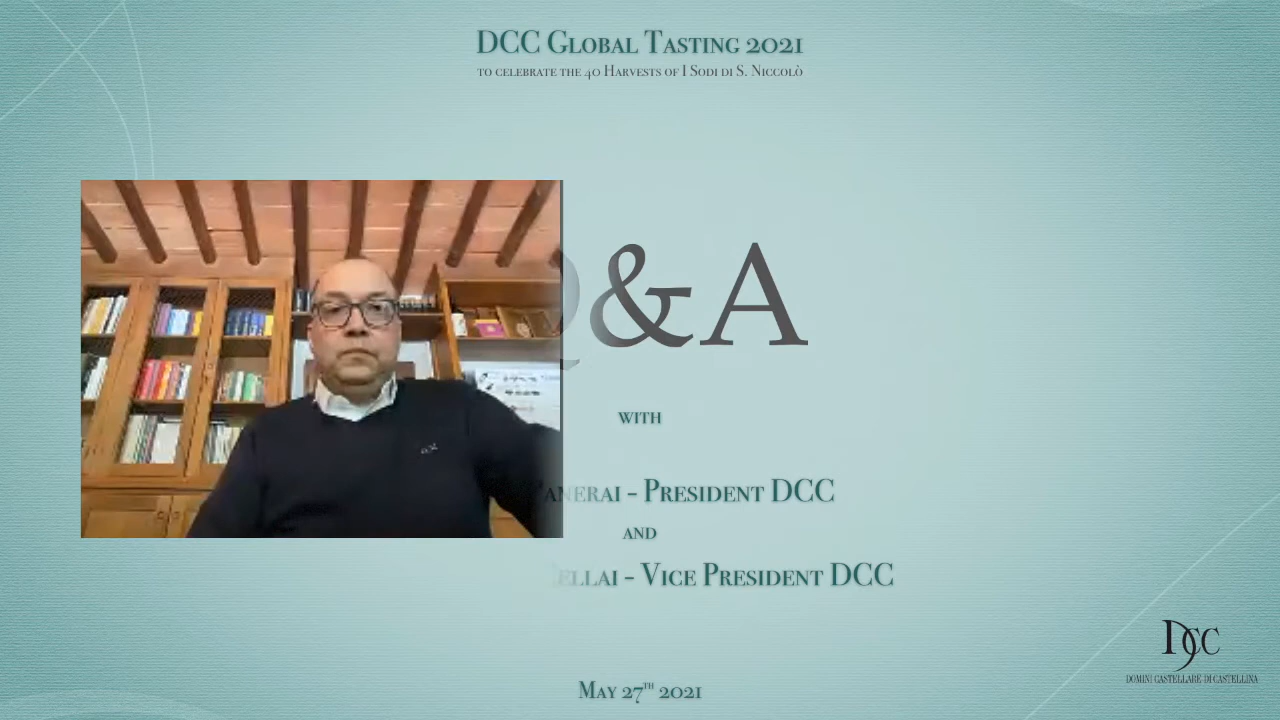 DCC Global Tasting 2021
to celebrate the 40 Harvests of I Sodi di S. Niccolò
Q&A
with
President DCC
and
Vice President DCC
May 27th 2021
DCC
DOMINI CASTELLARE DI CASTELLINA